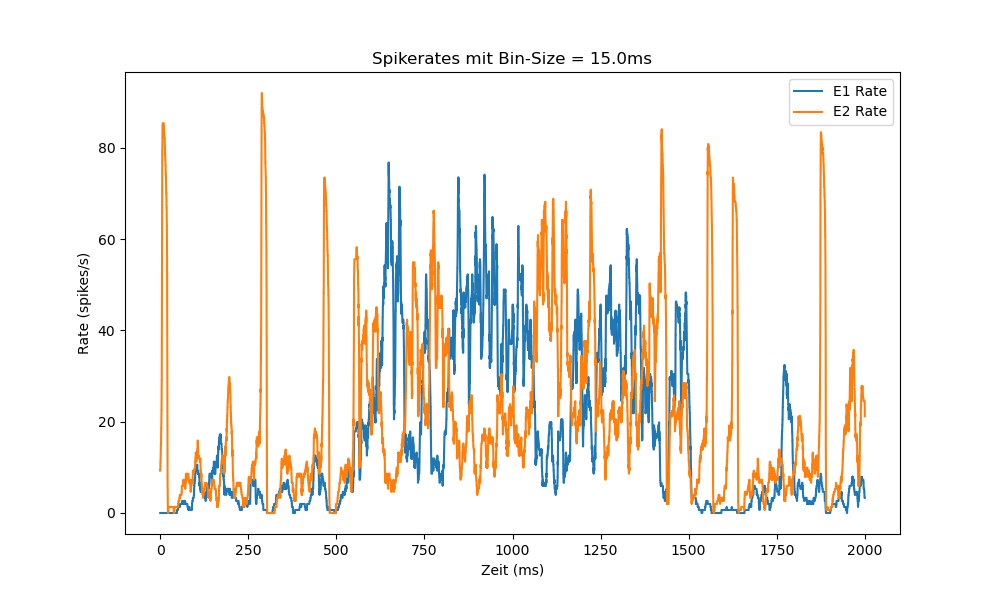 Spikerates mit Bin-Size = 15.0ms
E1 Rate
E2 Rate
Rate (spikes/s)
80
60
40
20
0
0 250 500 750 1000 1250 1500 1750 2000
Zeit (ms)